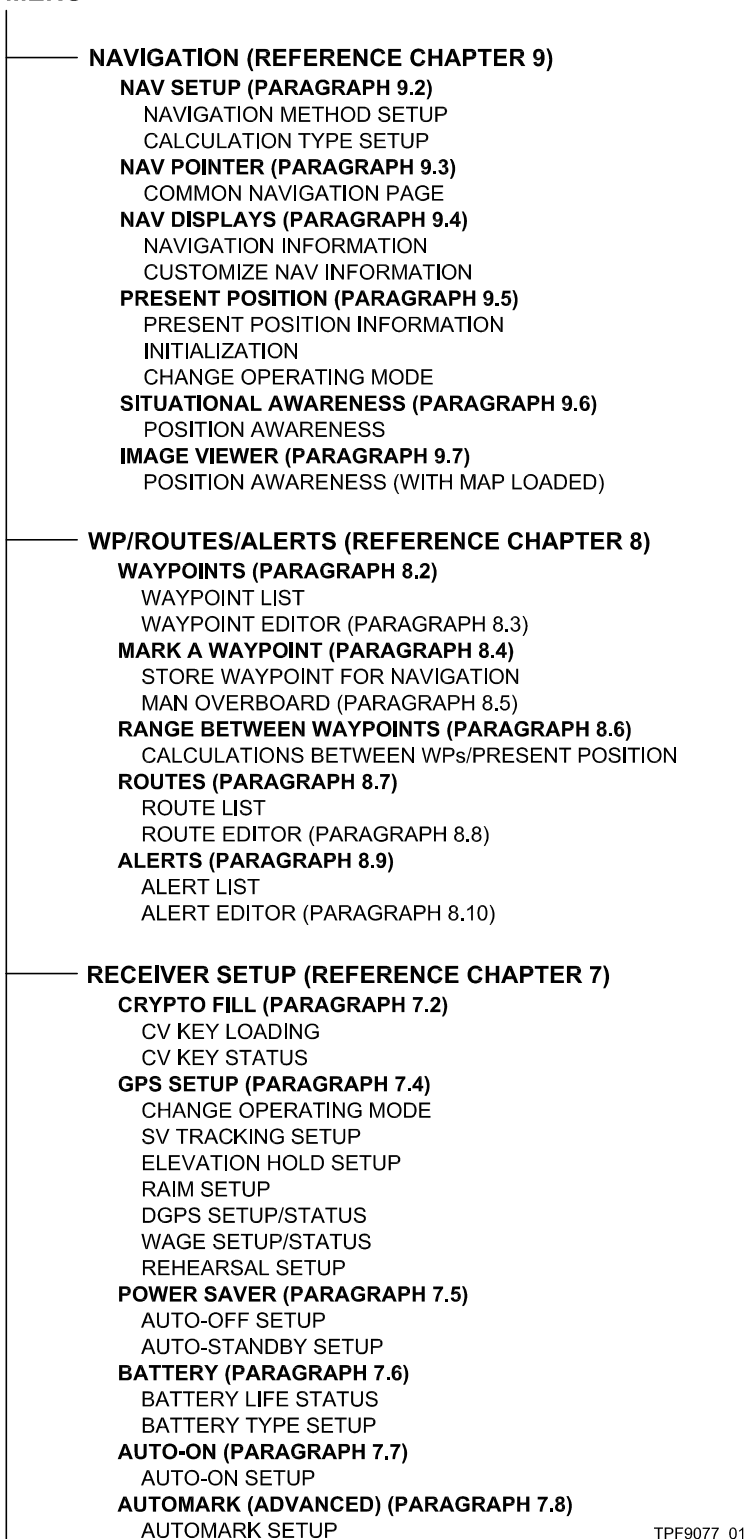 NAVIGATION (REFERENCE CHAPTER 9)
NAV SETUP (PARAGRAPH 9.2)
NAVIGATION METHOD SETUP
CALCULATION TYPE SETUP
NAV POINTER (PARAGRAPH 9.3)
COMMON NAVIGATION PAGE
NAV DISPLAYS (PARAGRAPH 9.4)
NAVIGATION INFORMATION
CUSTOMIZE NAV INFORMATION
PRESENT POSITION (PARAGRAPH 9.5)
PRESENT POSITION INFORMATION
INITIALIZATION
CHANGE OPERATING MODE
SITUATIONAL AWARENESS (PARAGRAPH 9.6)
POSITION AWARENESS
IMAGE VIEWER (PARAGRAPH 9.7)
POSITION AWARENESS (WITH MAP LOADED)
WP/ROUTES/ALERTS (REFERENCE CHAPTER 8)
WAYPOINTS (PARAGRAPH 8.2)
WAYPOINT LIST
WAYPOINT EDITOR (PARAGRAPH 8.3)
MARK A WAYPOINT (PARAGRAPH 8.4)
STORE WAYPOINT FOR NAVIGATION
MAN OVERBOARD (PARAGRAPH 8.5)
RANGE BETWEEN WAYPOINTS (PARAGRAPH 8.6)
CALCULATIONS BETWEEN WPs/PRESENT POSITION
ROUTES (PARAGRAPH 8.7)
ROUTE LIST
ROUTE EDITOR (PARAGRAPH 8.8)
ALERTS (PARAGRAPH 8.9)
ALERT LIST
ALERT EDITOR (PARAGRAPH 8.10)
RECEIVER SETUP (REFERENCE CHAPTER 7)
CRYPTO FILL (PARAGRAPH 7.2)
CV KEY LOADING
CV KEY STATUS
GPS SETUP (PARAGRAPH 7.4)
CHANGE OPERATING MODE
SV TRACKING SETUP
ELEVATION HOLD SETUP
RAIM SETUP
DGPS SETUP/STATUS
WAGE SETUP/STATUS
REHEARSAL SETUP
POWER SAVER (PARAGRAPH 7.5)
AUTO-OFF SETUP
AUTO-STANDBY SETUP
BATTERY (PARAGRAPH 7.6)
BATTERY LIFE STATUS
BATTERY TYPE SETUP
AUTO-ON (PARAGRAPH 7.7)
AUTO-ON SETUP
AUTOMARK (ADVANCED) (PARAGRAPH 7.8)
AUTOMARK SETUP
TPF9077_01